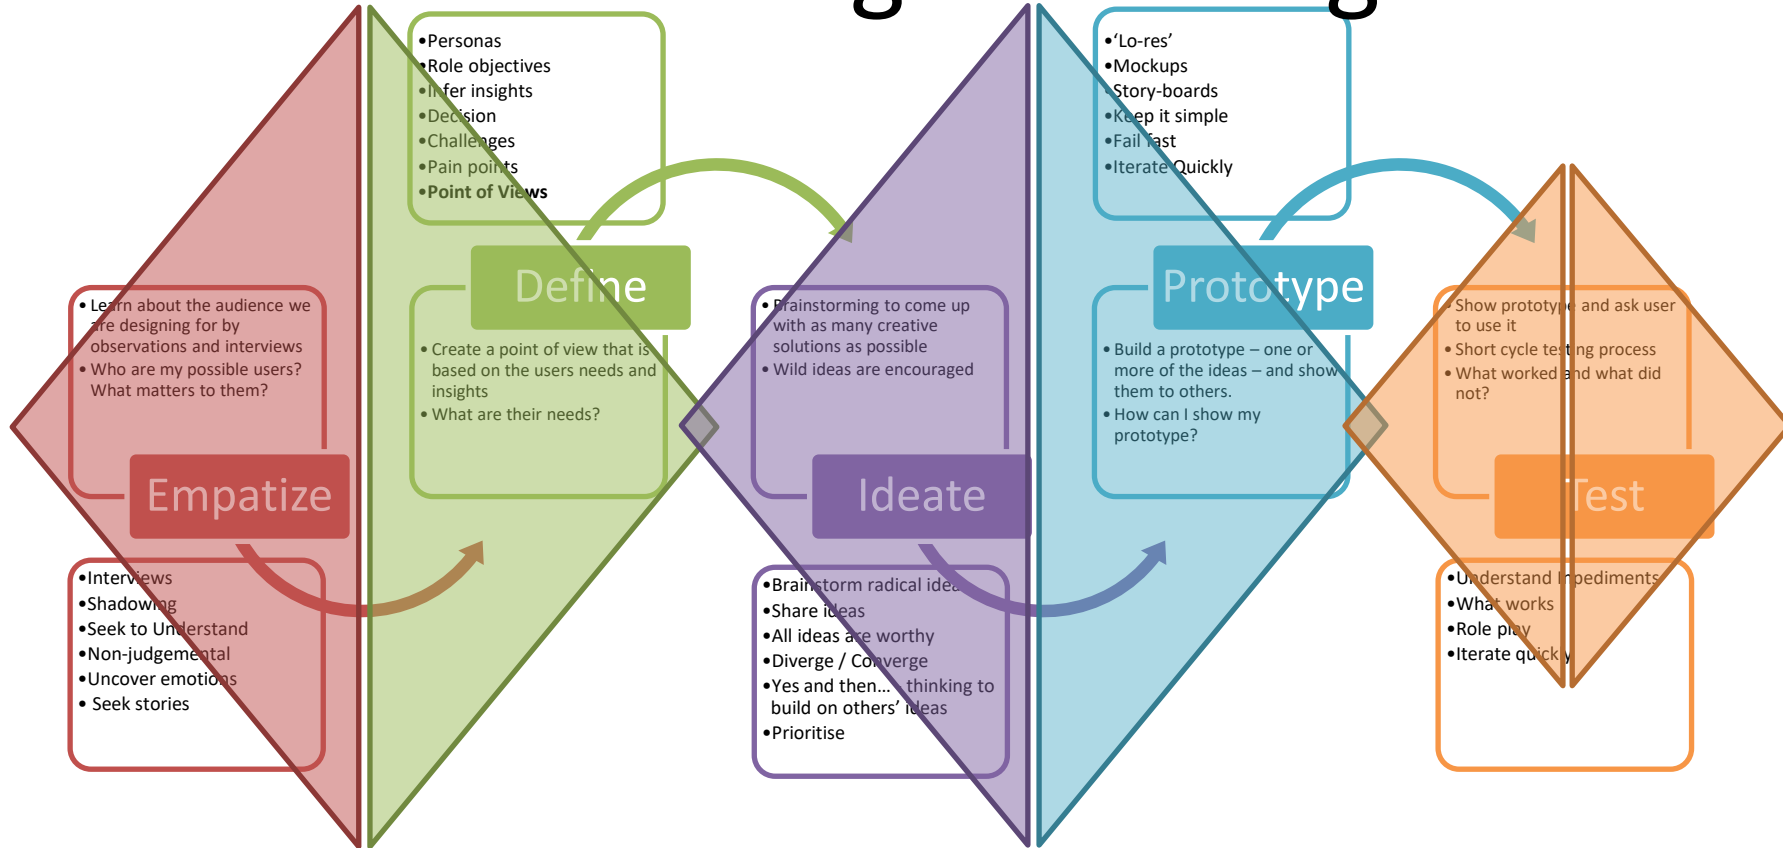 •Personas
•Role objectives
•Infer insights
•Decision
•Challenges
•Pain points
•Point of Views
Define
• Create a point of view that is
based on the users needs and
insights
• What are their needs?
• Learn about the audience we
are designing for by
observations and interviews
• Who are my possible users?
What matters to them?
Empatize
•Interviews
•Shadowing
•Seek to Understand
•Non-judgemental
•Uncover emotions
• Seek stories
• Brainstorming to come up
with as many creative
solutions as possible
• Wild ideas are encouraged
Ideate
•Brainstorm radical ideas
•Share ideas
•All ideas are worthy
•Diverge / Converge
•Yes and then... thinking to
build on others’ ideas
•Prioritise
•‘Lo-res’
•Mockups
•Story-boards
•Keep it simple
•Fail fast
•Iterate Quickly
Prototype
• Build a prototype – one or
more of the ideas – and show
them to others.
• How can I show my
prototype?
• Show prototype and ask user
to use it
• Short cycle testing process
• What worked and what did
not?
Test
•Understand Inpediments
•What works
•Role play
•Iterate quickly